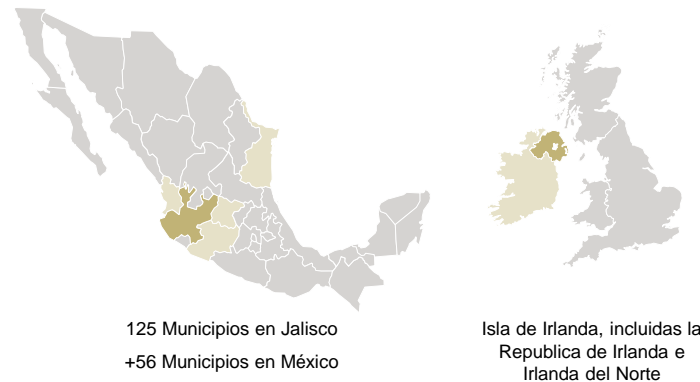 125 Municipios en Jalisco
+56 Municipios en México
Isla de Irlanda, incluidas la
Republica de Irlanda e
Irlanda del Norte